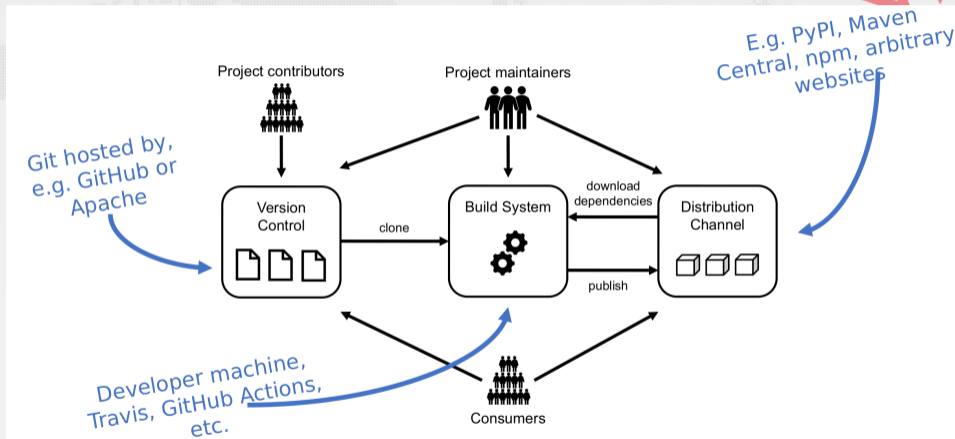 E.g. PyPI, Maven
Central, npm, arbitrary
websites
Project contributors
Project maintainers
Git hosted by,
e.g. GitHub or
Apache
Version
Control
clone
Build System
download
dependencies
publish
Distribution
Channel
Developer machine,
Travis, GitHub Actions,
etc.
Consumers